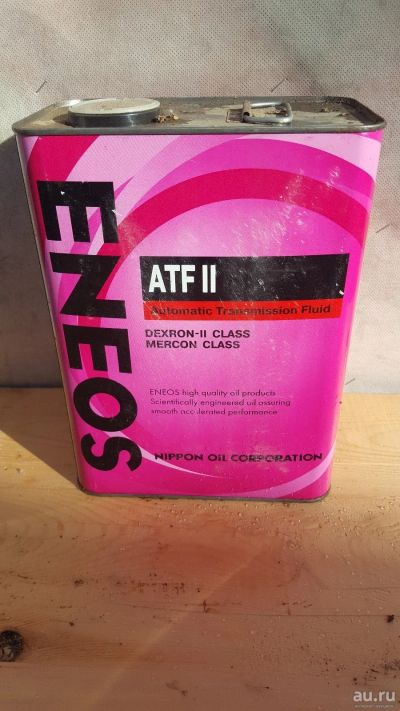 ENEOS
ATF II
Automatic Transmission Fluid
DEXRON-II CLASS
MERCON CLASS
ENEOS high quality oil products
Scientifically engineered oil assuring
smooth accelerated performance
NIPPON OIL CORPORATION
au.ru